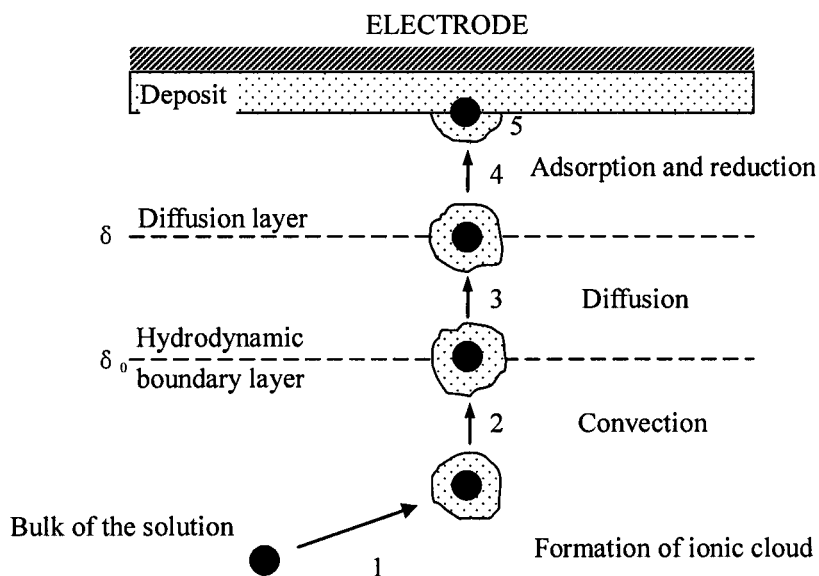 ELECTRODE
Deposit
5
4
Adsorption and reduction
Diffusion layer
δ
3
Diffusion
Hydrodynamic
δ₀
boundary layer
2
Convection
Bulk of the solution
1
Formation of ionic cloud